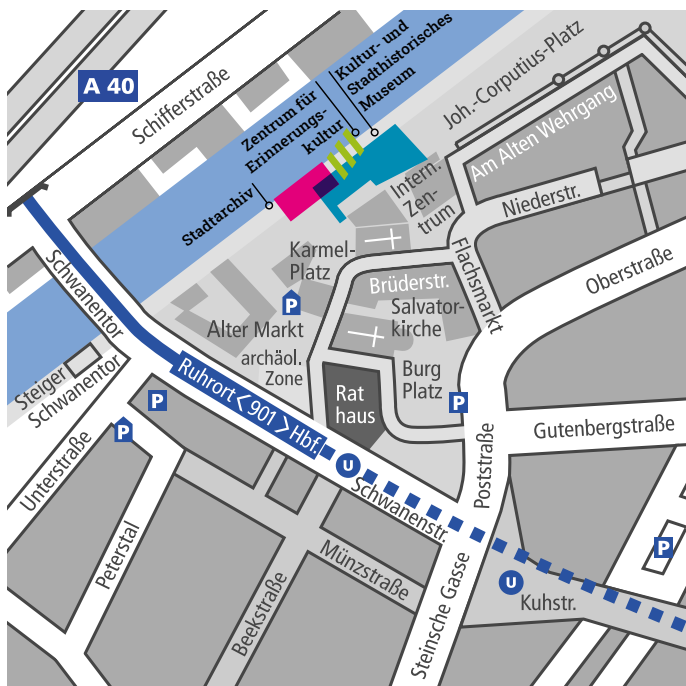 Kultur- und
Stadthistorisches
Museum
Zentrum für
Erinnerungs-
kultur
Stadtarchiv
A 40
Schifferstraße
Joh.-Corputius-Platz
Am Alten Wehrgang
Niederstr.
Intern.
Zen-
trum
Flachsmarkt
Oberstraße
Karmel-
Platz
Brüderstr.
Salvator-
kirche
P
Alter Markt
archäol.
Zone
Burg
Platz
P
Rat
haus
Schwanentor
Steiger
Schwanentor
Ruhrort < 901 > Hbf.
P
P
Unterstraße
Gutenbergstraße
Poststraße
U
Schwanenstr.
Peterstal
Münzstraße
Beekstraße
Steinsche Gasse
U
Kuhstr.
P